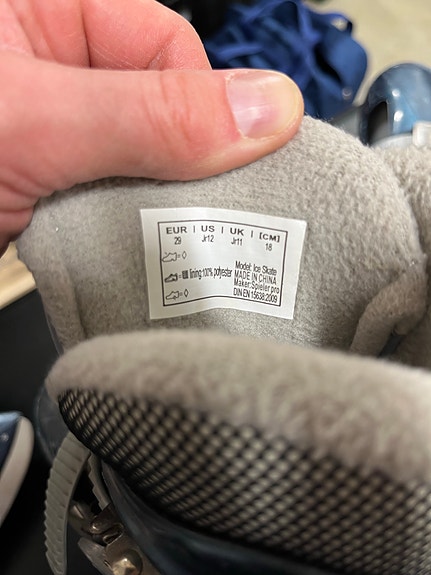 EUR | US | UK | [CM]
29 Jr12 Jr11 18
lining:100% polyester
Model: Ice Skate
MADE IN CHINA
Maker:Spieler pro
DIN EN 15638:2009